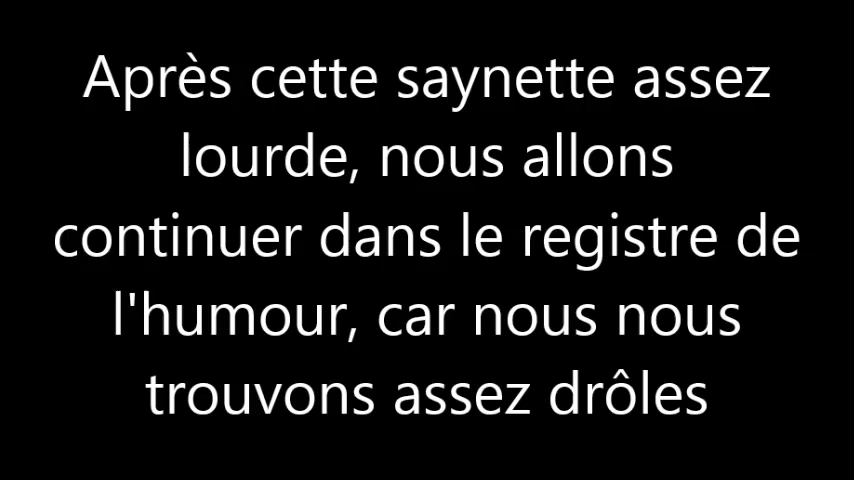 Après cette saynette assez
lourde, nous allons
continuer dans le registre de
l'humour, car nous nous
trouvons assez drôles